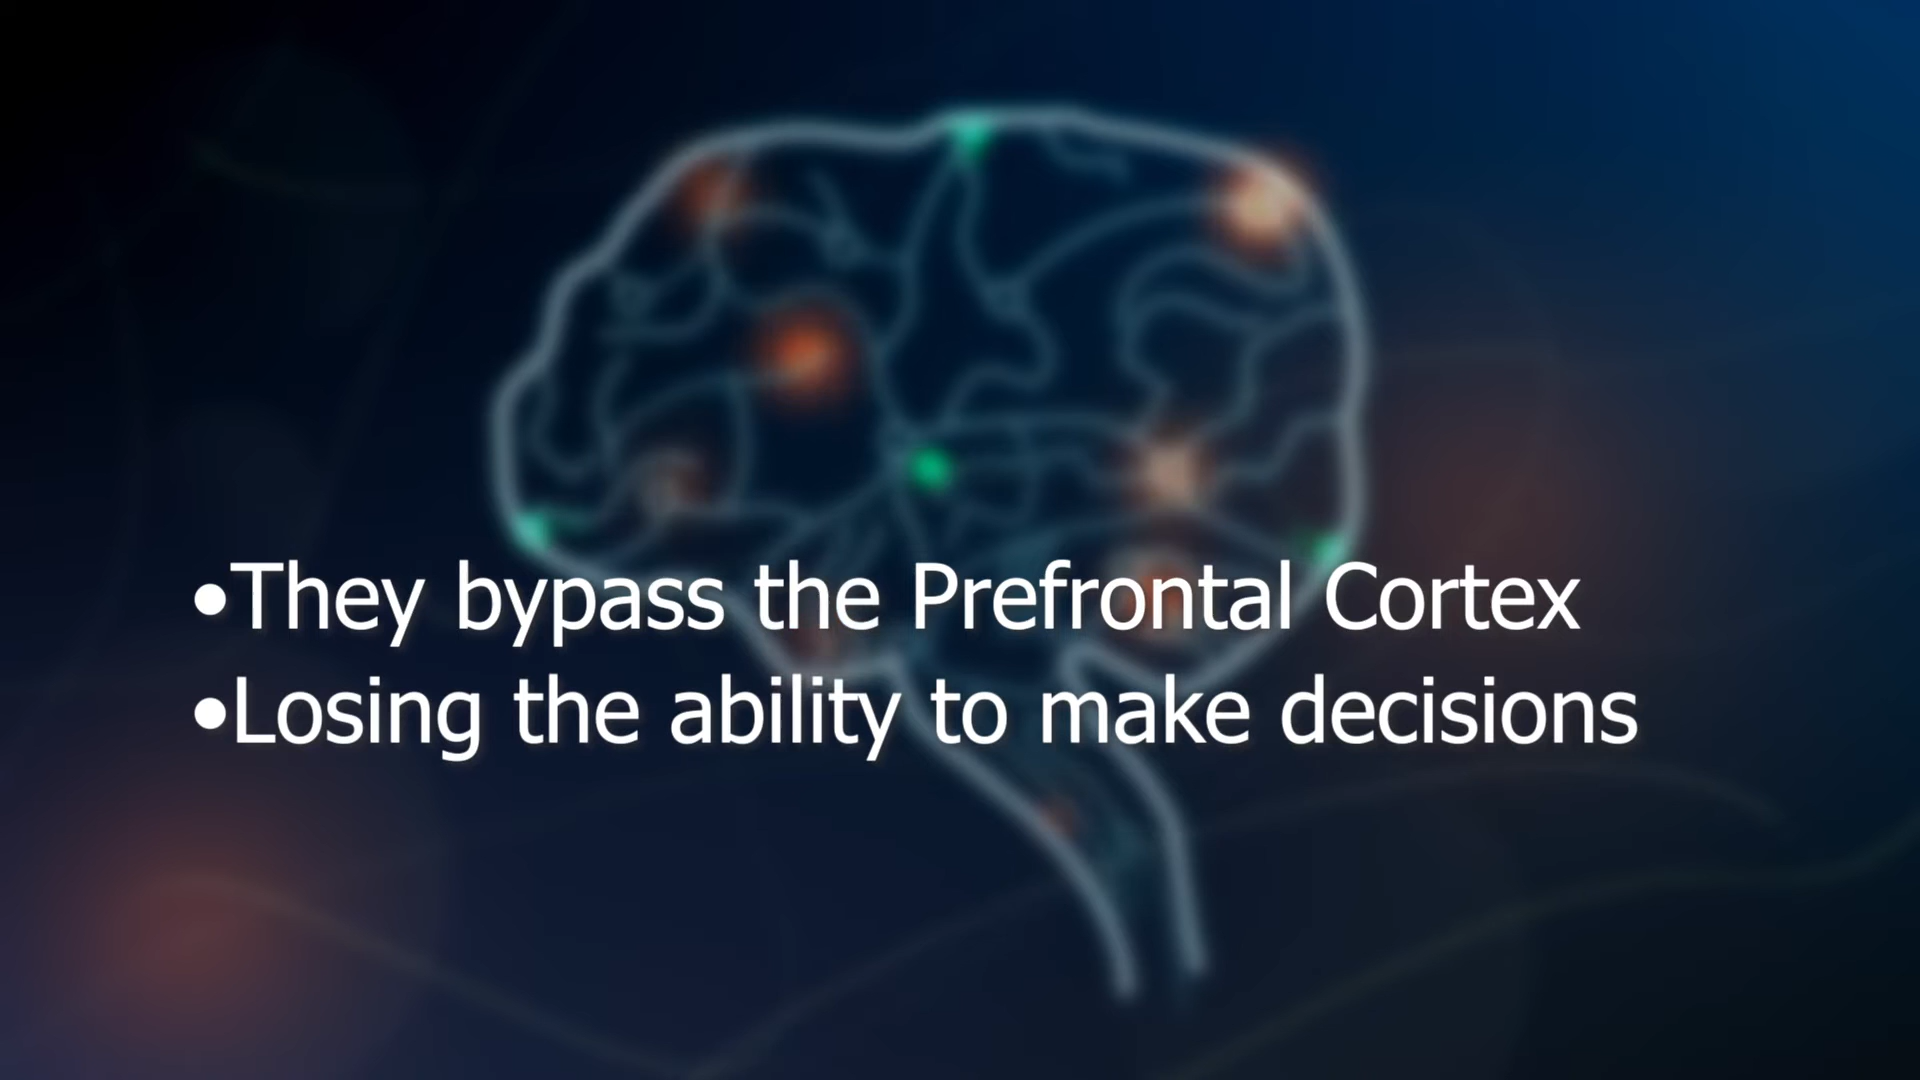 •They bypass the Prefrontal Cortex
•Losing the ability to make decisions